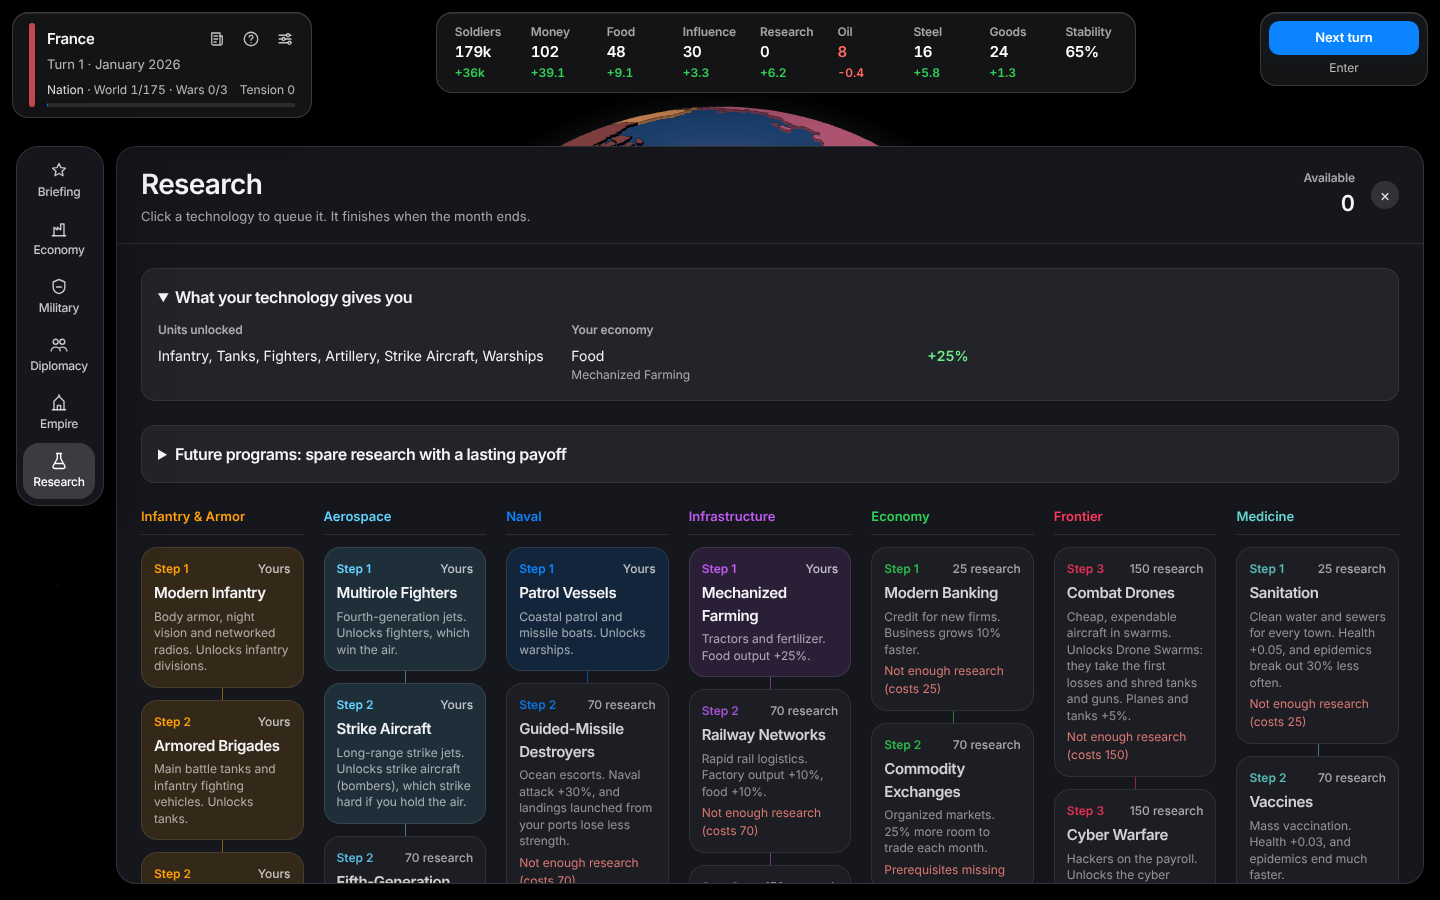 France
Turn 1 · January 2026
Nation · World 1/175 · Wars 0/3 Tension 0
Soldiers Money Food Influence Research Oil Steel Goods Stability
179k 102 48 30 0 8 16 24 65%
+36k +39.1 +9.1 +3.3 +6.2 -0.4 +5.8 +1.3
Next turn
Enter
Briefing
Economy
Military
Diplomacy
Empire
Research
Research
Click a technology to queue it. It finishes when the month ends.
Available
0
What your technology gives you
Units unlocked
Infantry, Tanks, Fighters, Artillery, Strike Aircraft, Warships
Your economy
Food +25%
Mechanized Farming
Future programs: spare research with a lasting payoff
Infantry & Armor
Step 1 Yours
Modern Infantry
Body armor, night
vision and networked
radios. Unlocks infantry
divisions.
Step 2 Yours
Armored Brigades
Main battle tanks and
infantry fighting
vehicles. Unlocks
tanks.
Step 2 Yours
Aerospace
Step 1 Yours
Multirole Fighters
Fourth-generation jets.
Unlocks fighters, which
win the air.
Step 2 Yours
Strike Aircraft
Long-range strike jets.
Unlocks strike aircraft
(bombers), which strike
hard if you hold the air.
Step 2 70 research
Fifth-Generation
Naval
Step 1 Yours
Patrol Vessels
Coastal patrol and
missile boats. Unlocks
warships.
Step 2 70 research
Guided-Missile
Destroyers
Ocean escorts. Naval
attack +30%, and
landings launched from
your ports lose less
strength.
Not enough research
(costs 70)
Infrastructure
Step 1 Yours
Mechanized
Farming
Tractors and fertilizer.
Food output +25%.
Step 2 70 research
Railway Networks
Rapid rail logistics.
Factory output +10%,
food +10%.
Not enough research
(costs 70)
Economy
Step 1 25 research
Modern Banking
Credit for new firms.
Business grows 10%
faster.
Not enough research
(costs 25)
Step 2 70 research
Commodity
Exchanges
Organized markets.
25% more room to
trade each month.
Prerequisites missing
Frontier
Step 3 150 research
Combat Drones
Cheap, expendable
aircraft in swarms.
Unlocks Drone Swarms:
they take the first
losses and shred tanks
and guns. Planes and
tanks +5%.
Not enough research
(costs 150)
Step 3 150 research
Cyber Warfare
Hackers on the payroll.
Unlocks the cyber
Medicine
Step 1 25 research
Sanitation
Clean water and sewers
for every town. Health
+0.05, and epidemics
break out 30% less
often.
Not enough research
(costs 25)
Step 2 70 research
Vaccines
Mass vaccination.
Health +0.03, and
epidemics end much
faster.